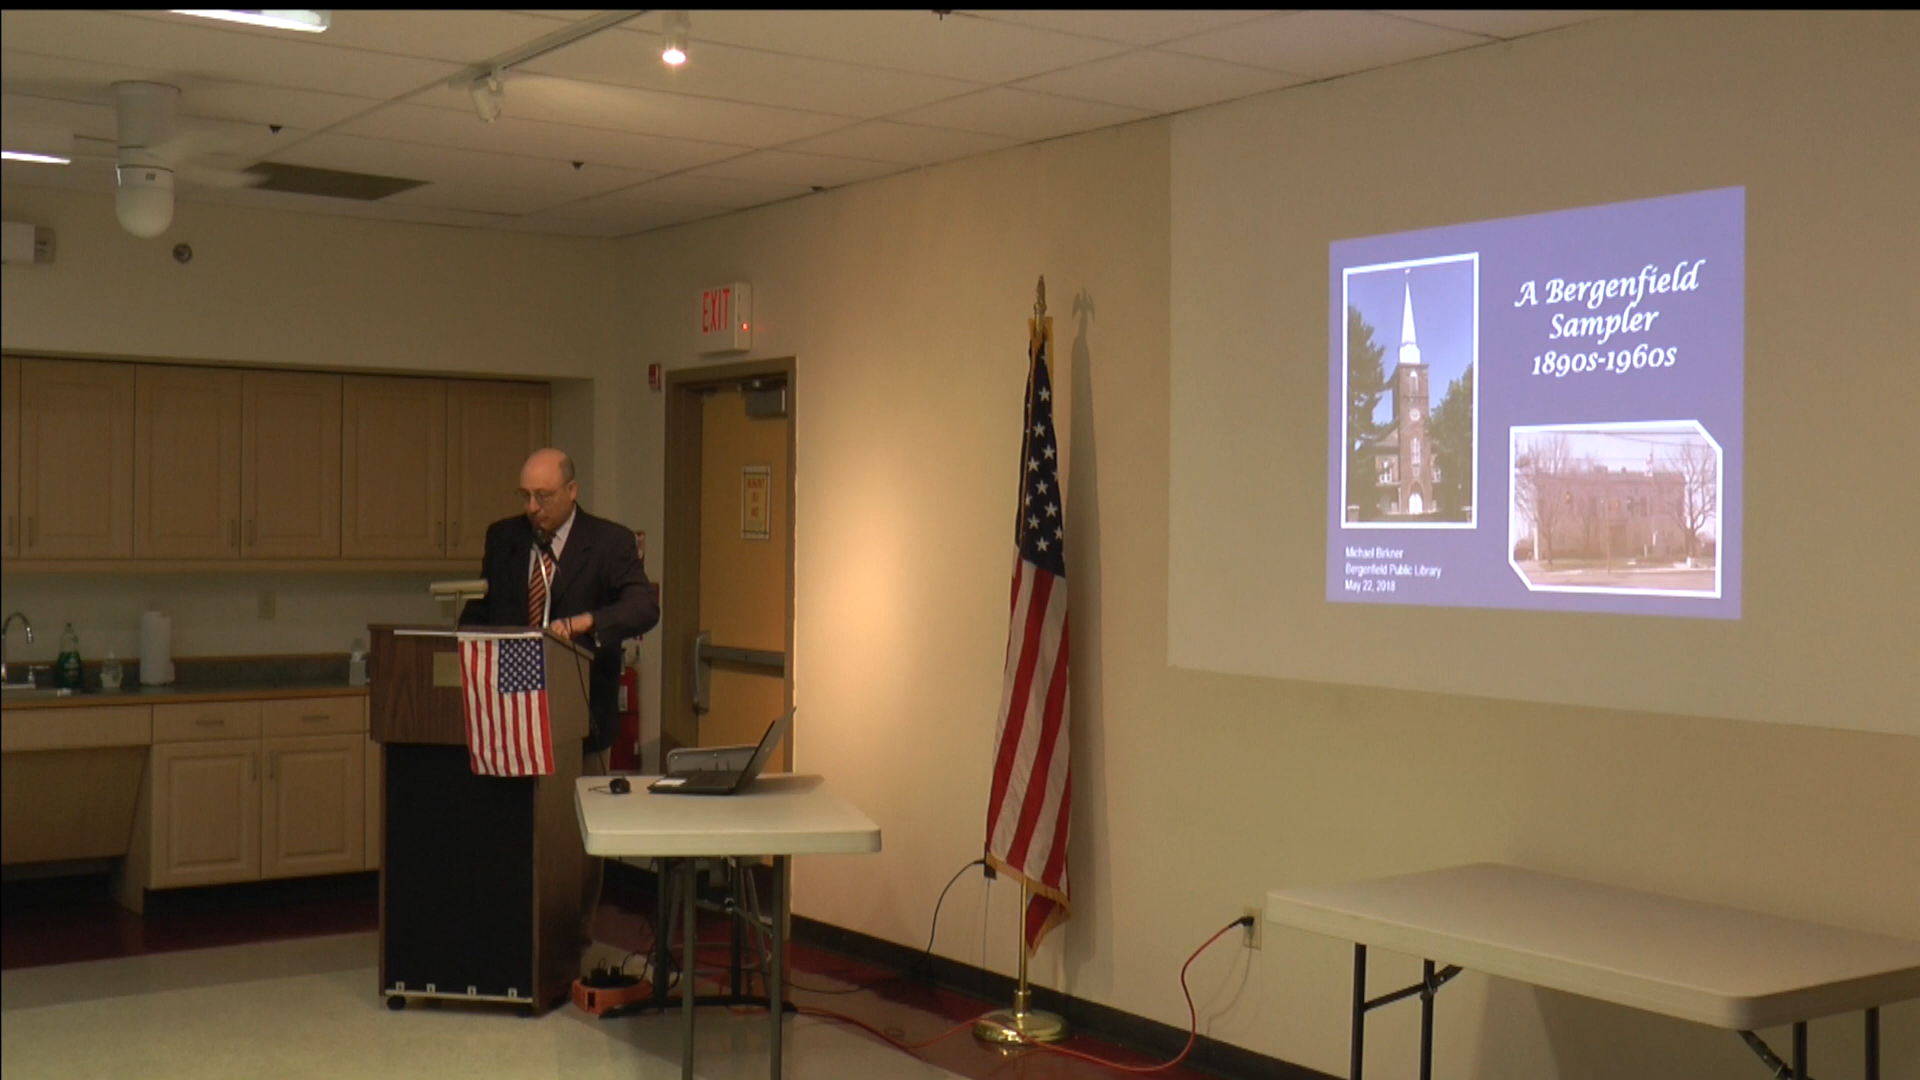 EXIT
A Bergenfield
Sampler
1890s-1960s
Michael Birkner
Bergenfield Public Library
May 22, 2018